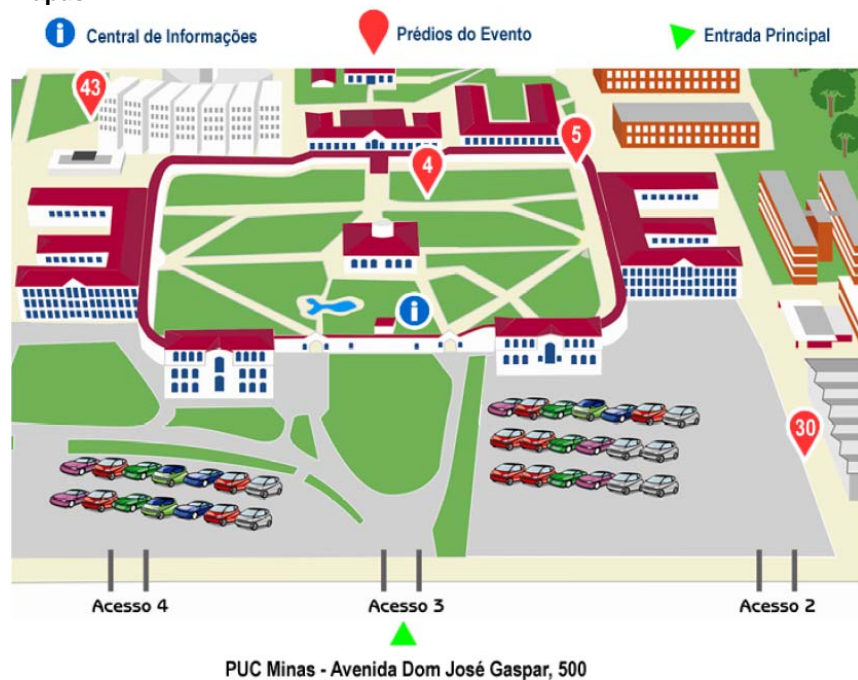 Central de Informações
Prédios do Evento
Entrada Principal
43
5
4
i
30
Acesso 4
Acesso 3
Acesso 2
PUC Minas - Avenida Dom José Gaspar, 500